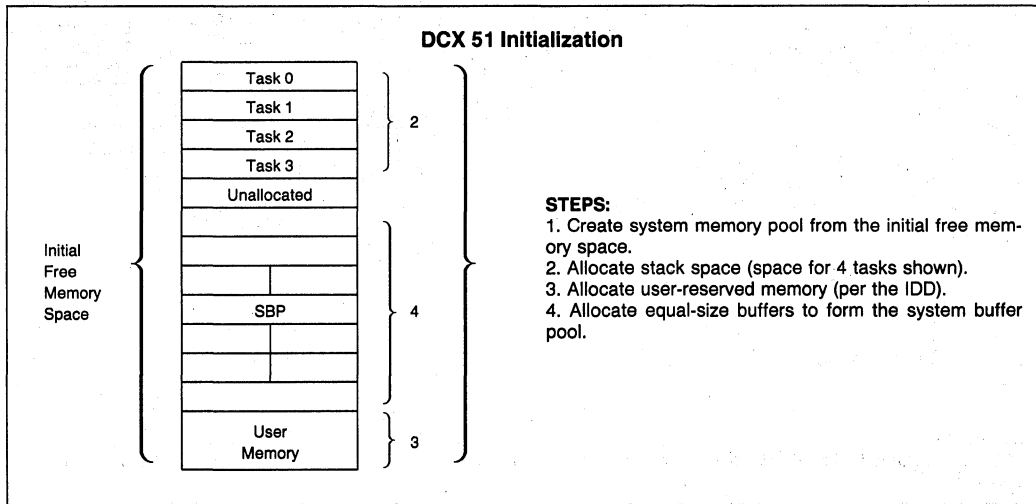 DCX 51 Initialization
Initial
Free
Memory
Space
Task 0
Task 1
Task 2
Task 3
Unallocated
SBP
User
Memory
2
4
3
STEPS:
1. Create system memory pool from the initial free mem-
ory space.
2. Allocate stack space (space for 4 tasks shown).
3. Allocate user-reserved memory (per the IDD).
4. Allocate equal-size buffers to form the system buffer
pool.